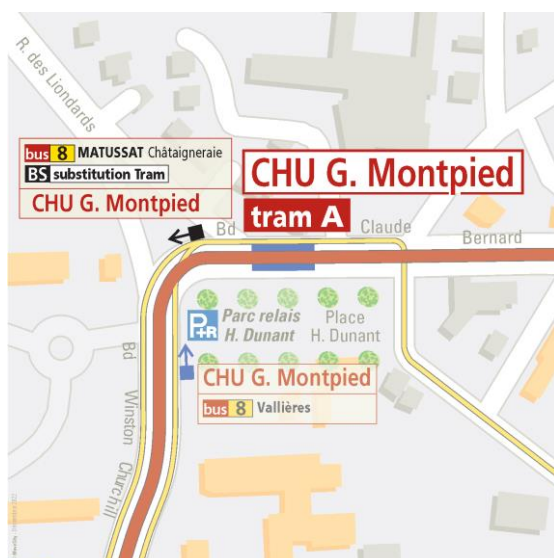 R. des Liondards
bus 8 MATUSSAT Châtaigneraie
BS substitution Tram
CHU G. Montpied
CHU G. Montpied
tram A
Bd Claude Bernard
P+R Parc relais
H. Dunant
Place
H. Dunant
Bd Winston Churchill
CHU G. Montpied
bus 8 Vallières